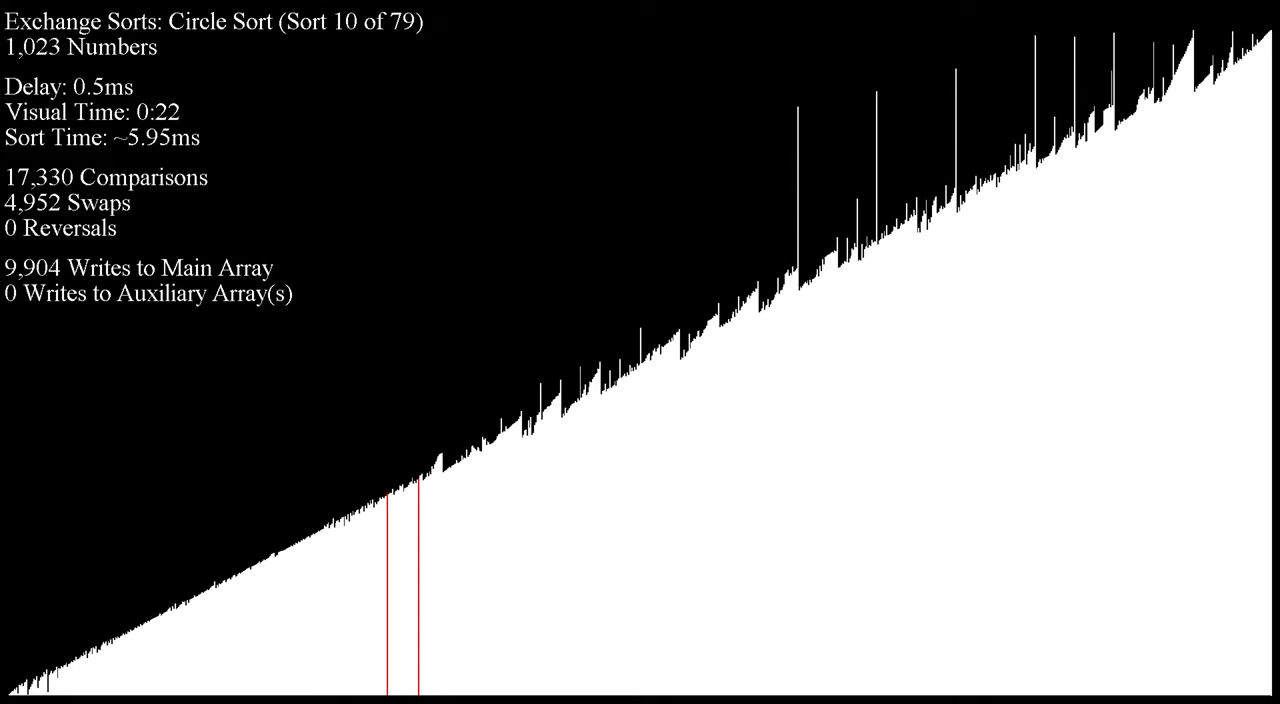 Exchange Sorts: Circle Sort (Sort 10 of 79)
1,023 Numbers
Delay: 0.5ms
Visual Time: 0:22
Sort Time: ~5.95ms
17,330 Comparisons
4,952 Swaps
0 Reversals
9,904 Writes to Main Array
0 Writes to Auxiliary Array(s)